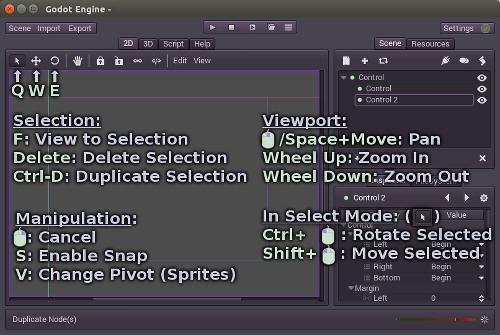 Godot Engine -
Scene Import Export
Settings
2D 3D Script Help
Scene Resources
Edit View
Q W E
Control
Control
Control 2
Selection:
F: View to Selection
Delete: Delete Selection
Ctrl-D: Duplicate Selection
Viewport:
/Space+Move: Pan
Wheel Up: Zoom In
Wheel Down: Zoom Out
Control 2
Manipulation:
: Cancel
S: Enable Snap
V: Change Pivot (Sprites)
In Select Mode: ( )
Ctrl+ : Rotate Selected
Shift+ : Move Selected
Value
Control
Left Begin
Right Begin
Bottom Begin
Margin
Left 0
Duplicate Node(s)